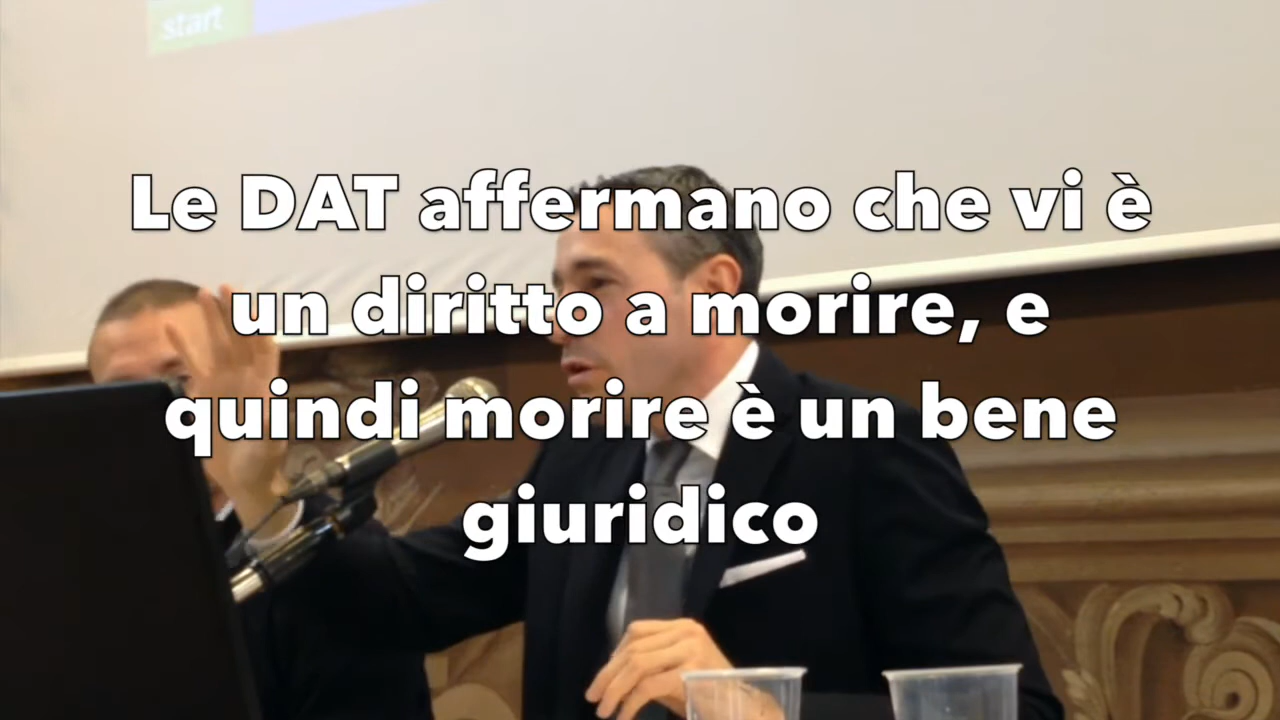 start
Le DAT affermano che vi è
un diritto a morire, e
quindi morire è un bene
giuridico